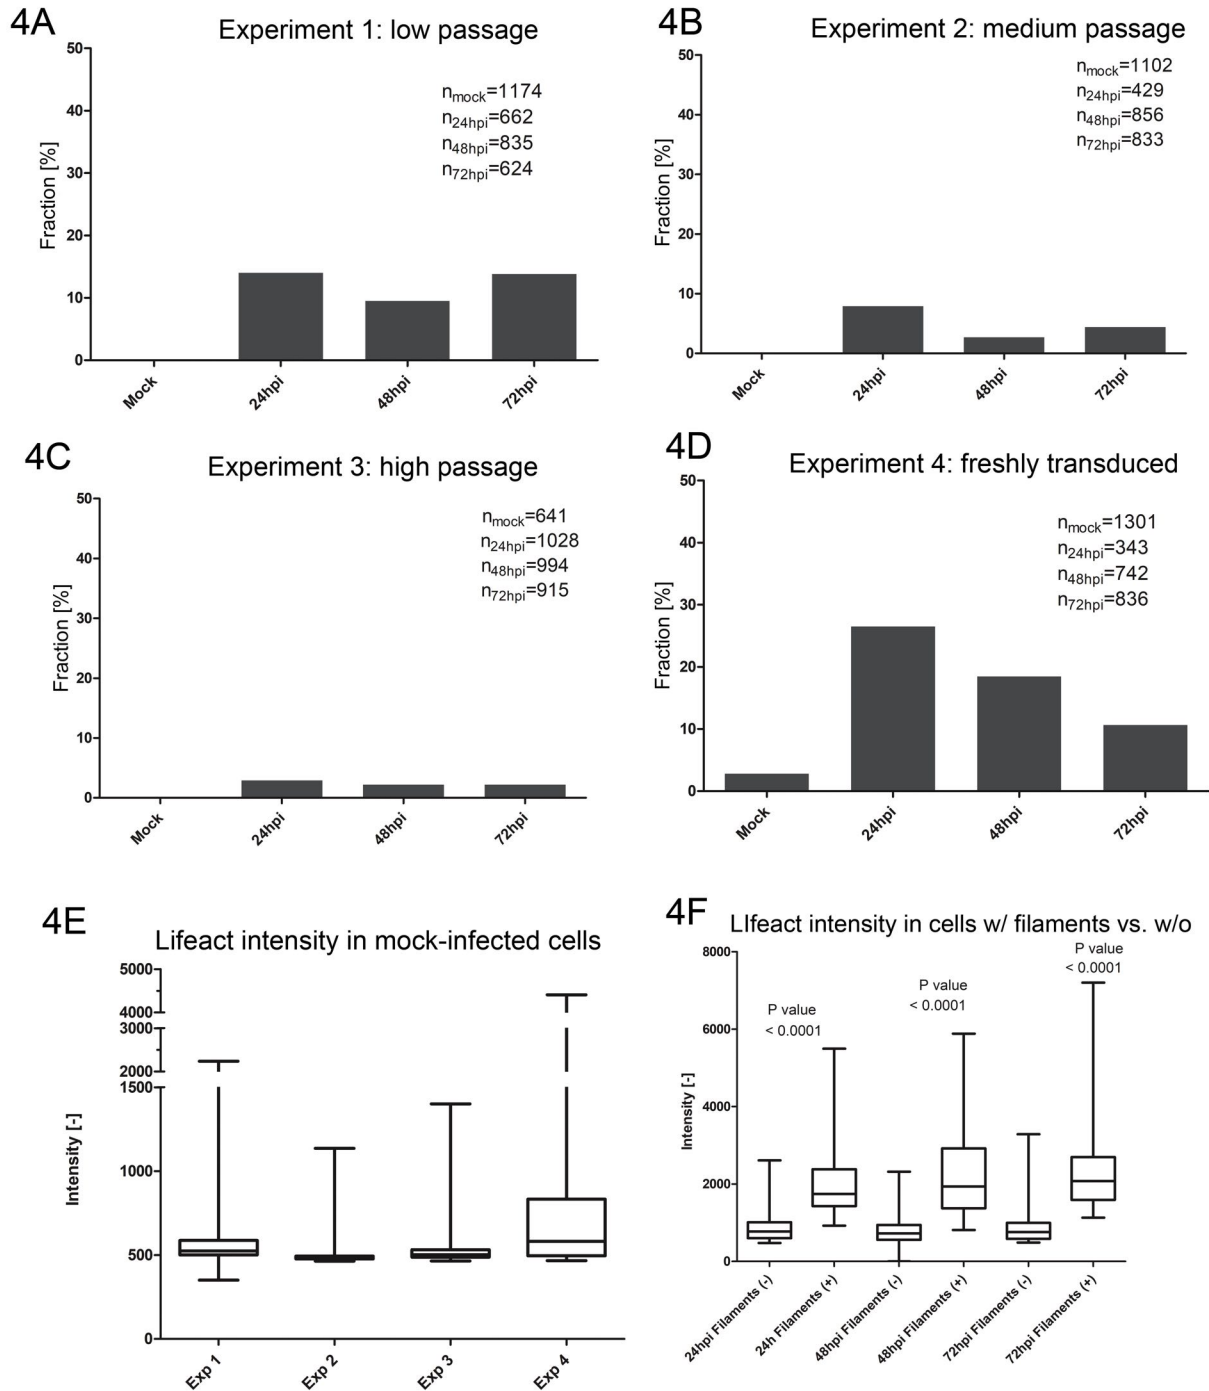 4A
Experiment 1: low passage
Fraction [%]
50
40
30
20
10
0
nmock=1174
n24hpi=662
n48hpi=835
n72hpi=624
Mock
24hpi
48hpi
72hpi
4B
Experiment 2: medium passage
Fraction [%]
50
40
30
20
10
0
nmock=1102
n24hpi=429
n48hpi=856
n72hpi=833
Mock
24hpi
48hpi
72hpi
4C
Experiment 3: high passage
Fraction [%]
50
40
30
20
10
0
nmock=641
n24hpi=1028
n48hpi=994
n72hpi=915
Mock
24hpi
48hpi
72hpi
4D
Experiment 4: freshly transduced
Fraction [%]
50
40
30
20
10
0
nmock=1301
n24hpi=343
n48hpi=742
n72hpi=836
Mock
24hpi
48hpi
72hpi
4E
Lifeact intensity in mock-infected cells
Intensity [-]
5000
4000
3000
2000
1500
1000
500
0
Exp 1
Exp 2
Exp 3
Exp 4
4F
LIfeact intensity in cells w/ filaments vs. w/o
Intensity [-]
8000
6000
4000
2000
0
P value
< 0.0001
P value
< 0.0001
P value
< 0.0001
24hpi Filaments (-)
24h Filaments (+)
48hpi Filaments (-)
48hpi Filaments (+)
72hpi Filaments (-)
72hpi Filaments (+)